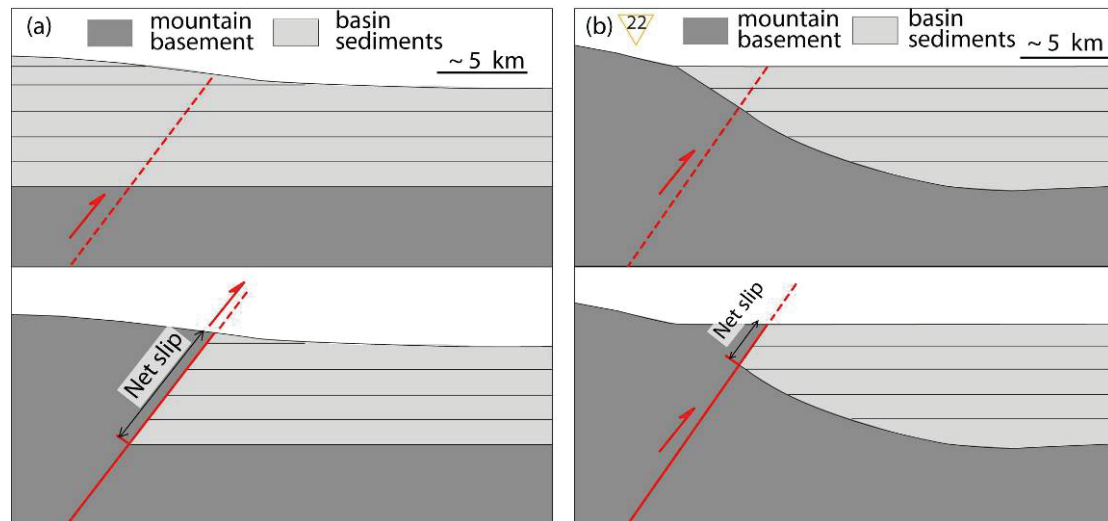 (a)
mountain
basement
basin
sediments
~ 5 km
Net slip
(b)
22
mountain
basement
basin
sediments
~ 5 km
Net slip